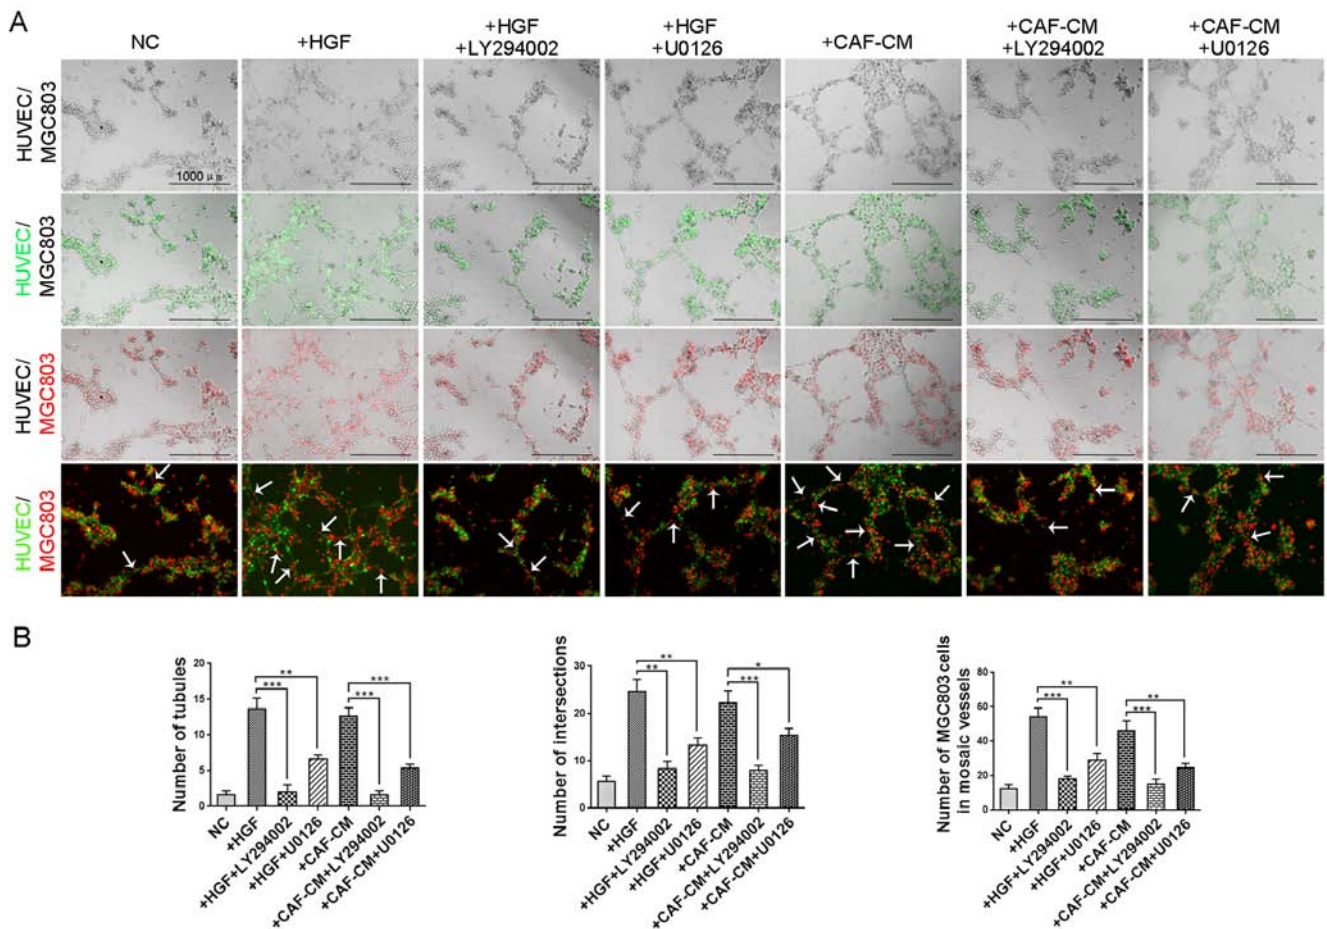 A
NC
+HGF
+HGF
+LY294002
+HGF
+U0126
+CAF-CM
+CAF-CM
+LY294002
+CAF-CM
+U0126
HUVEC/
MGC803
1000 μm
HUVEC/
MGC803
HUVEC/
MGC803
HUVEC/
MGC803
B
Number of tubules
20
15
10
5
0
***
**
***
***
NC
+HGF
+HGF+LY294002
+HGF+U0126
+CAF-CM
+CAF-CM+LY294002
+CAF-CM+U0126
Number of intersections
30
20
10
0
**
**
***
*
NC
+HGF
+HGF+LY294002
+HGF+U0126
+CAF-CM
+CAF-CM+LY294002
+CAF-CM+U0126
Number of MGC803 cells
in mosaic vessels
80
60
40
20
0
***
**
***
**
NC
+HGF
+HGF+LY294002
+HGF+U0126
+CAF-CM
+CAF-CM+LY294002
+CAF-CM+U0126